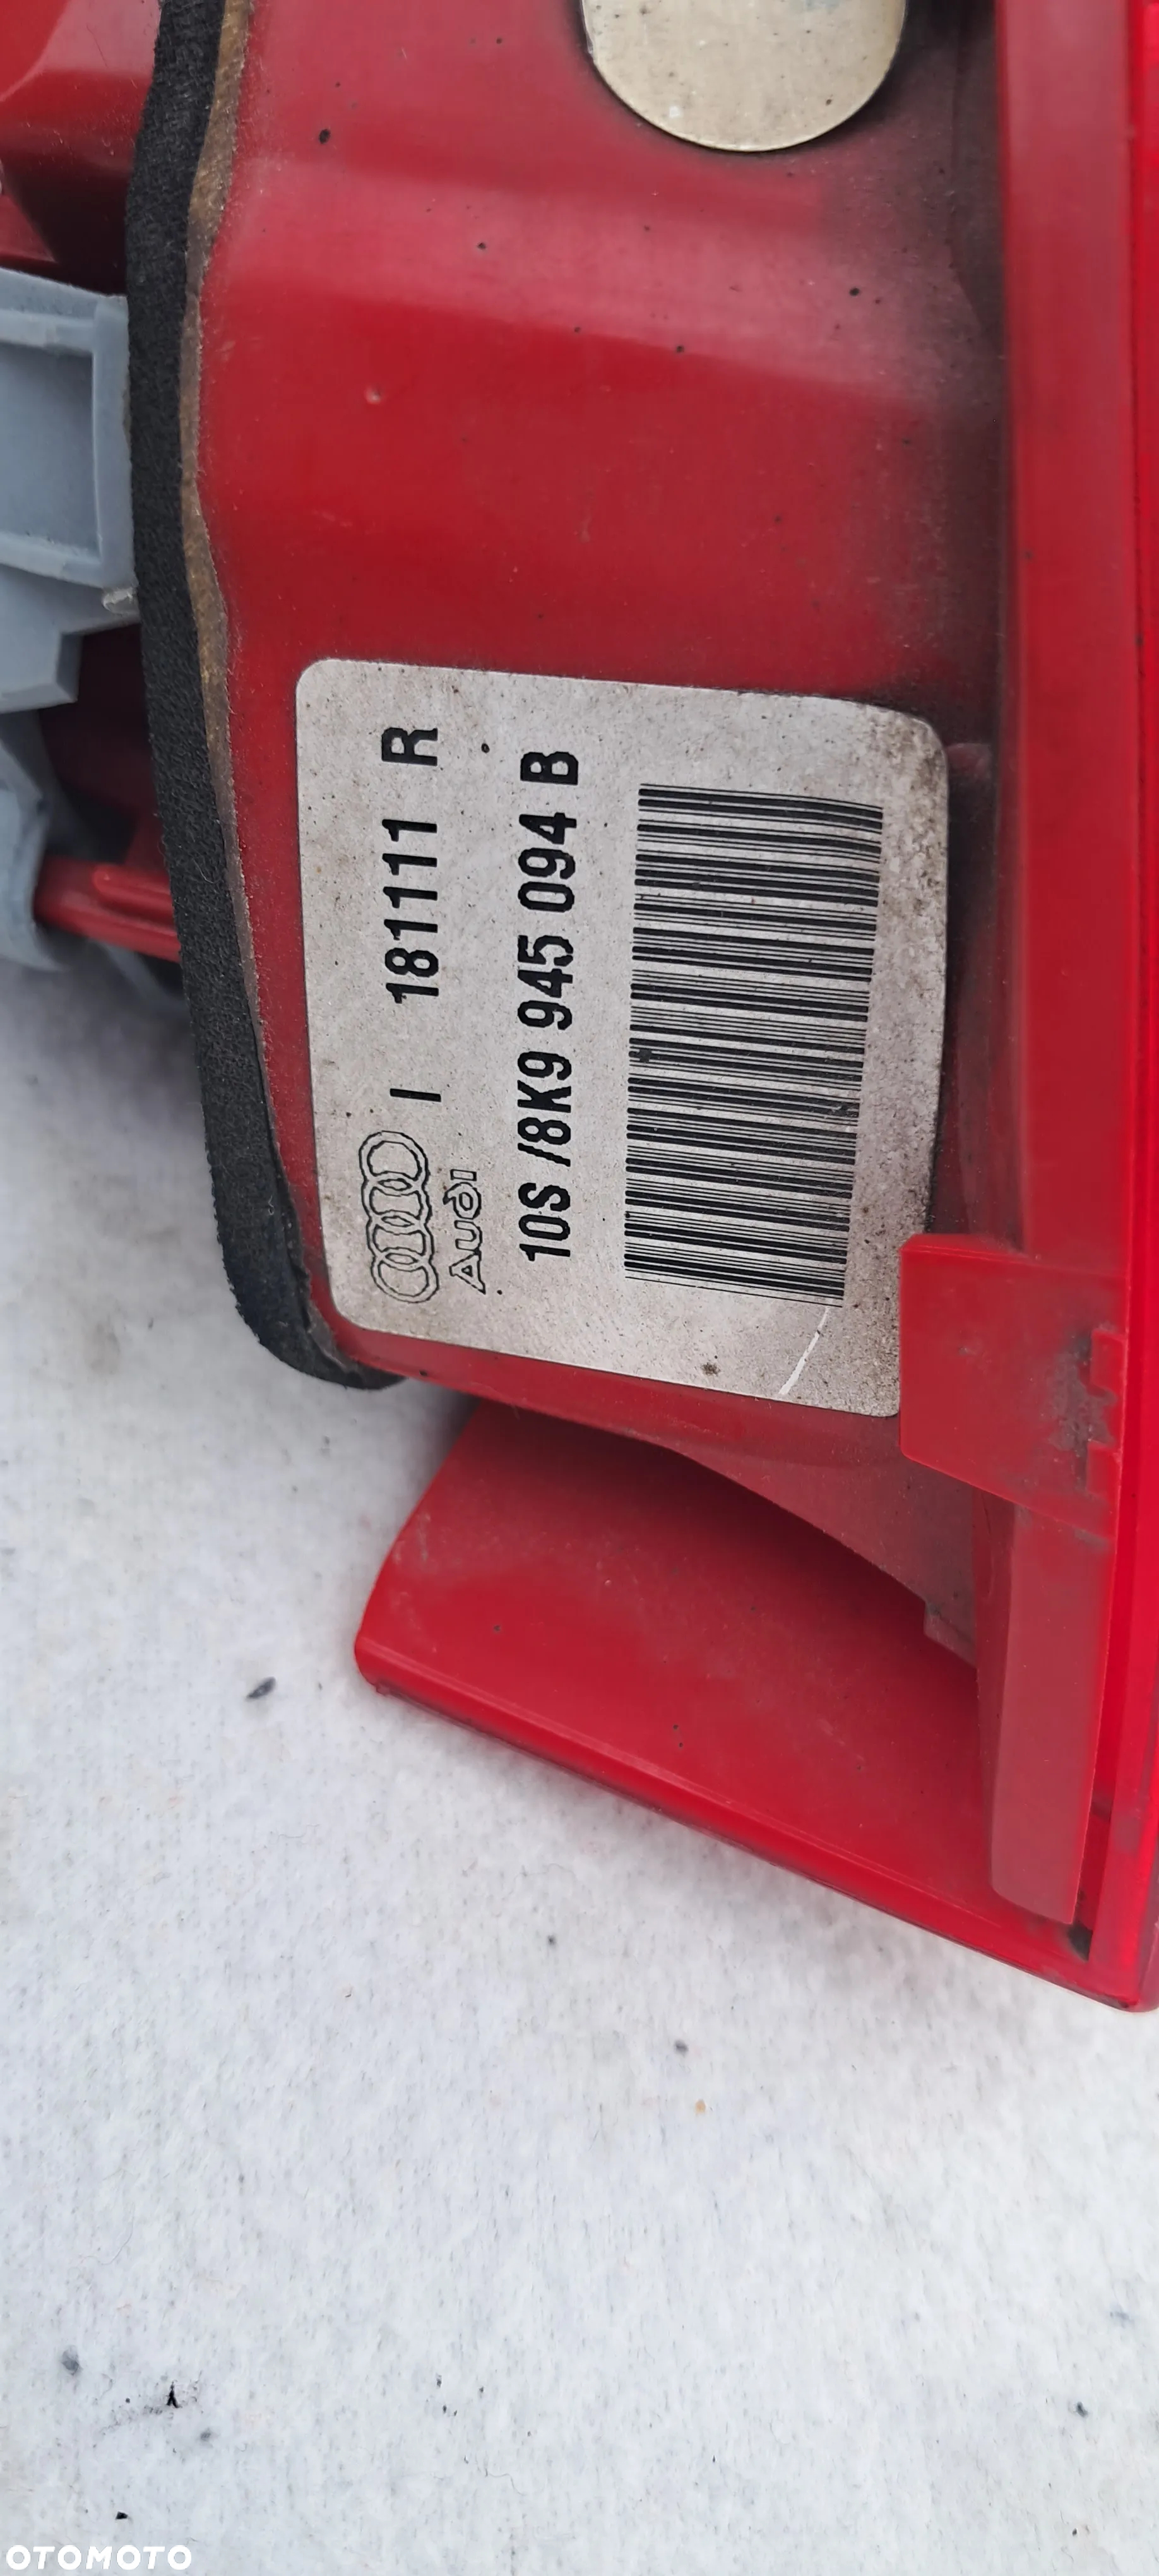 I 181111 R
Audi
10S /8K9 945 094 B
OTOMOTO